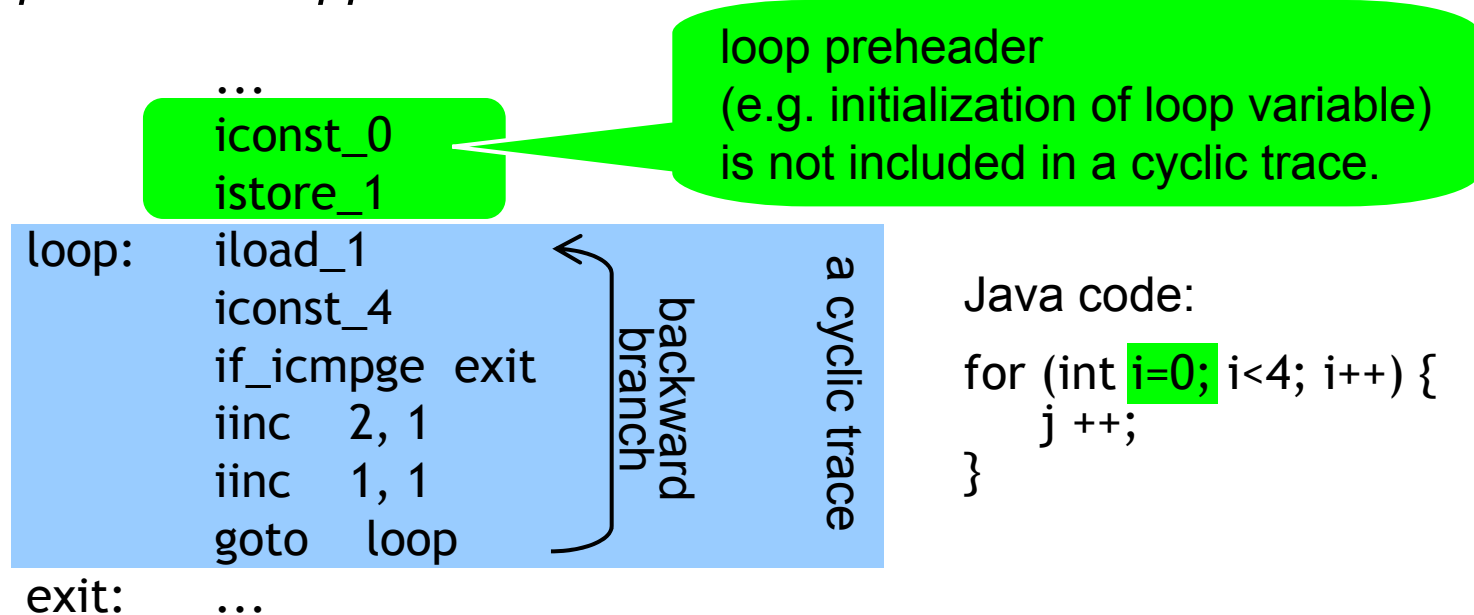 ...
iconst_0
istore_1
loop preheader
(e.g. initialization of loop variable)
is not included in a cyclic trace.
loop: iload_1
iconst_4
if_icmpge exit
iinc 2, 1
iinc 1, 1
goto loop
exit: ...
backward
branch
a cyclic trace
Java code:
for (int i=0; i<4; i++) {
j ++;
}